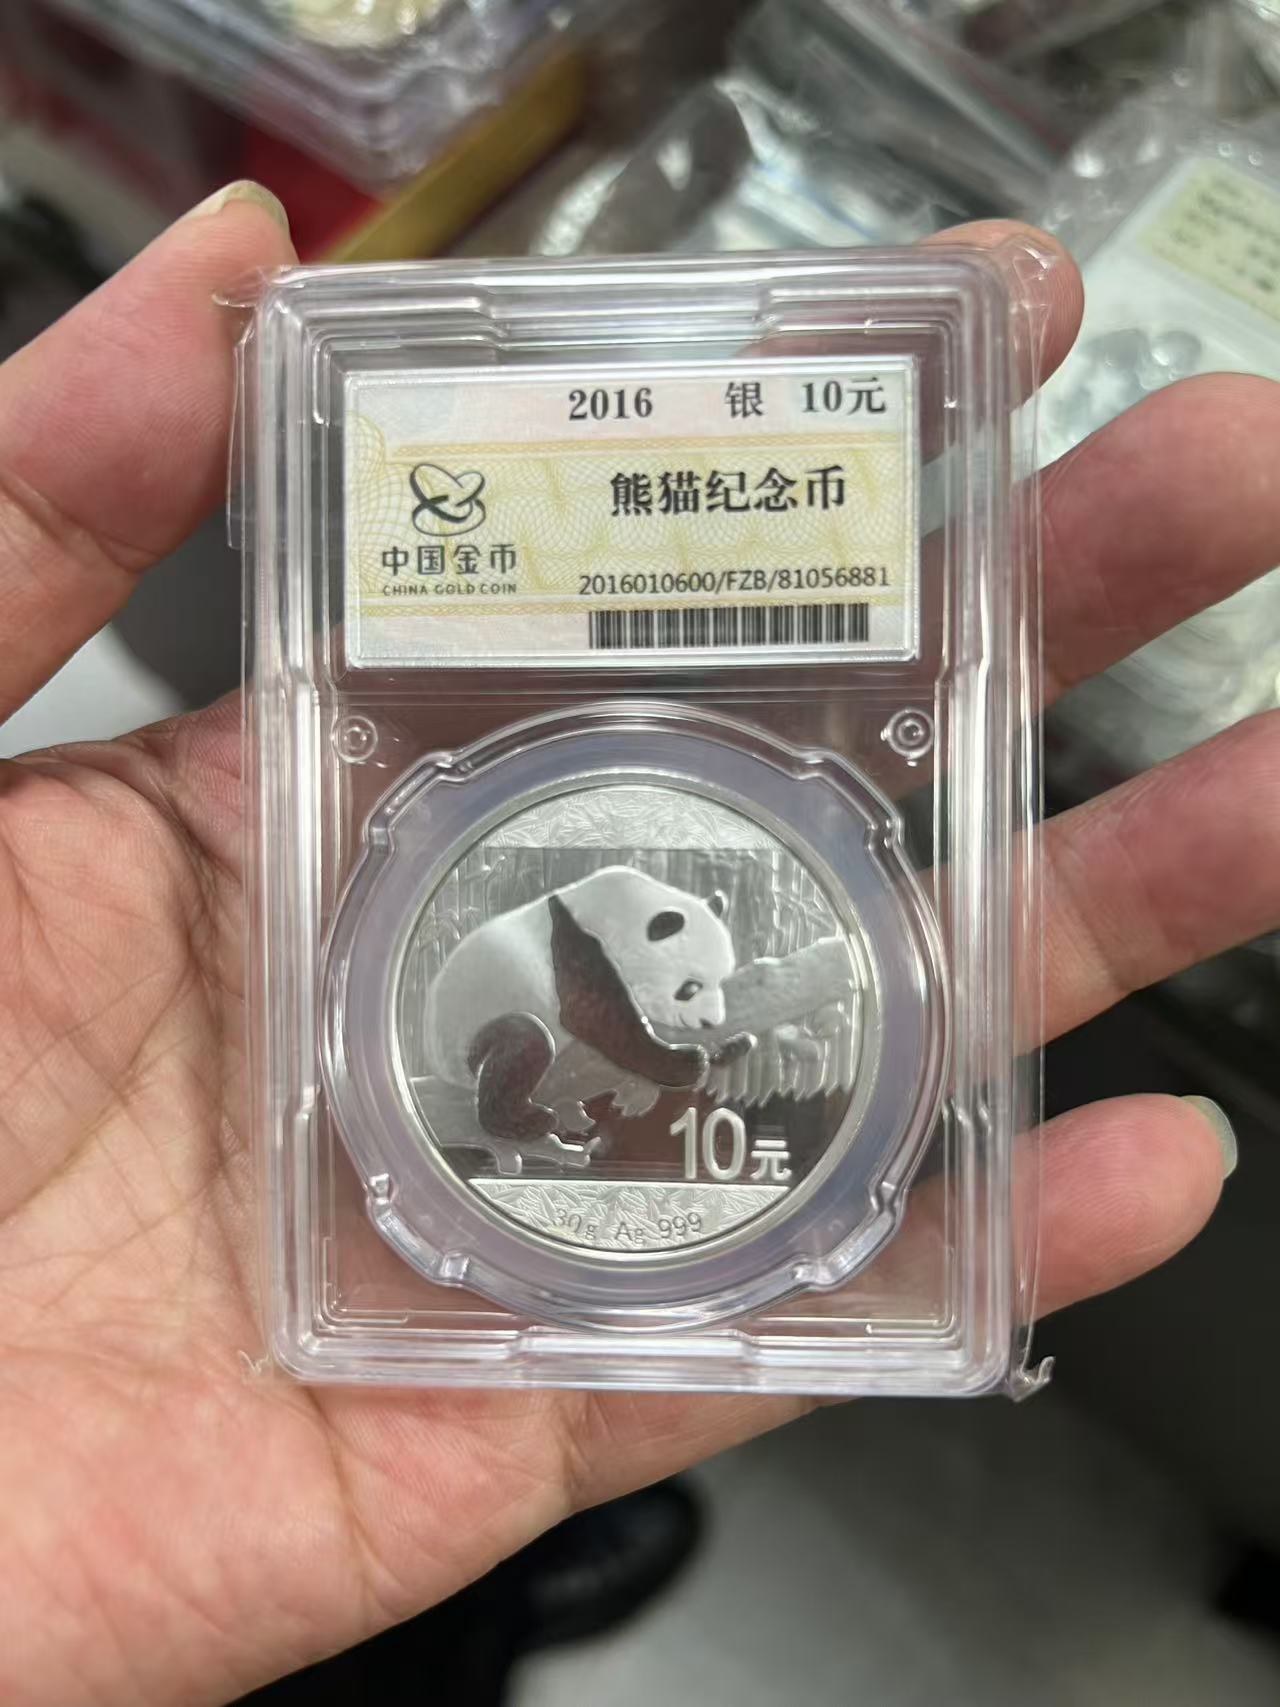 2016 银 10元
熊猫纪念币
中国金币
CHINA GOLD COIN
2016010600/FZB/81056881
10元
30g Ag 999